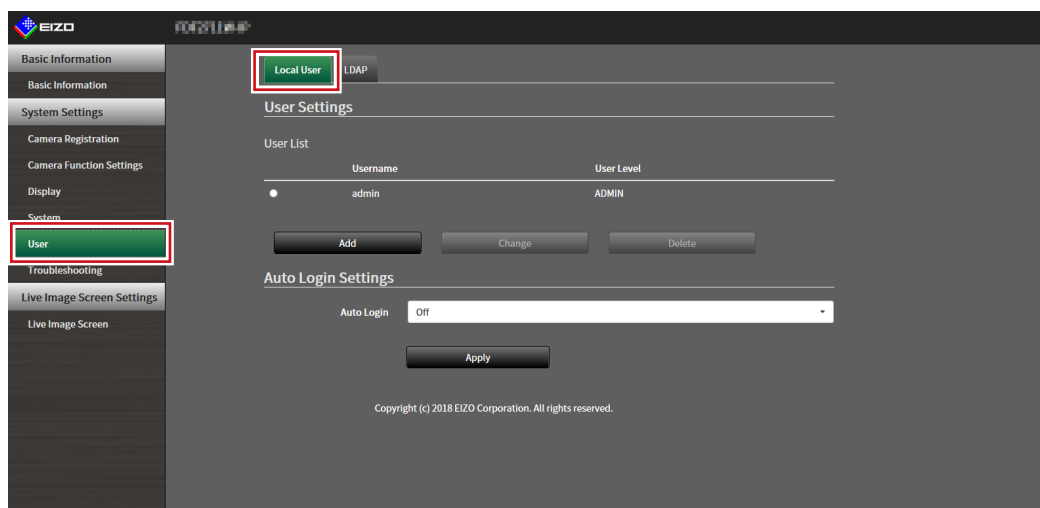 EIZO
Basic Information
Basic Information
System Settings
Camera Registration
Camera Function Settings
Display
System
User
Troubleshooting
Live Image Screen Settings
Live Image Screen
Local User LDAP
User Settings
User List
Username User Level
admin ADMIN
Add Change Delete
Auto Login Settings
Auto Login Off
Apply
Copyright (c) 2018 EIZO Corporation. All rights reserved.